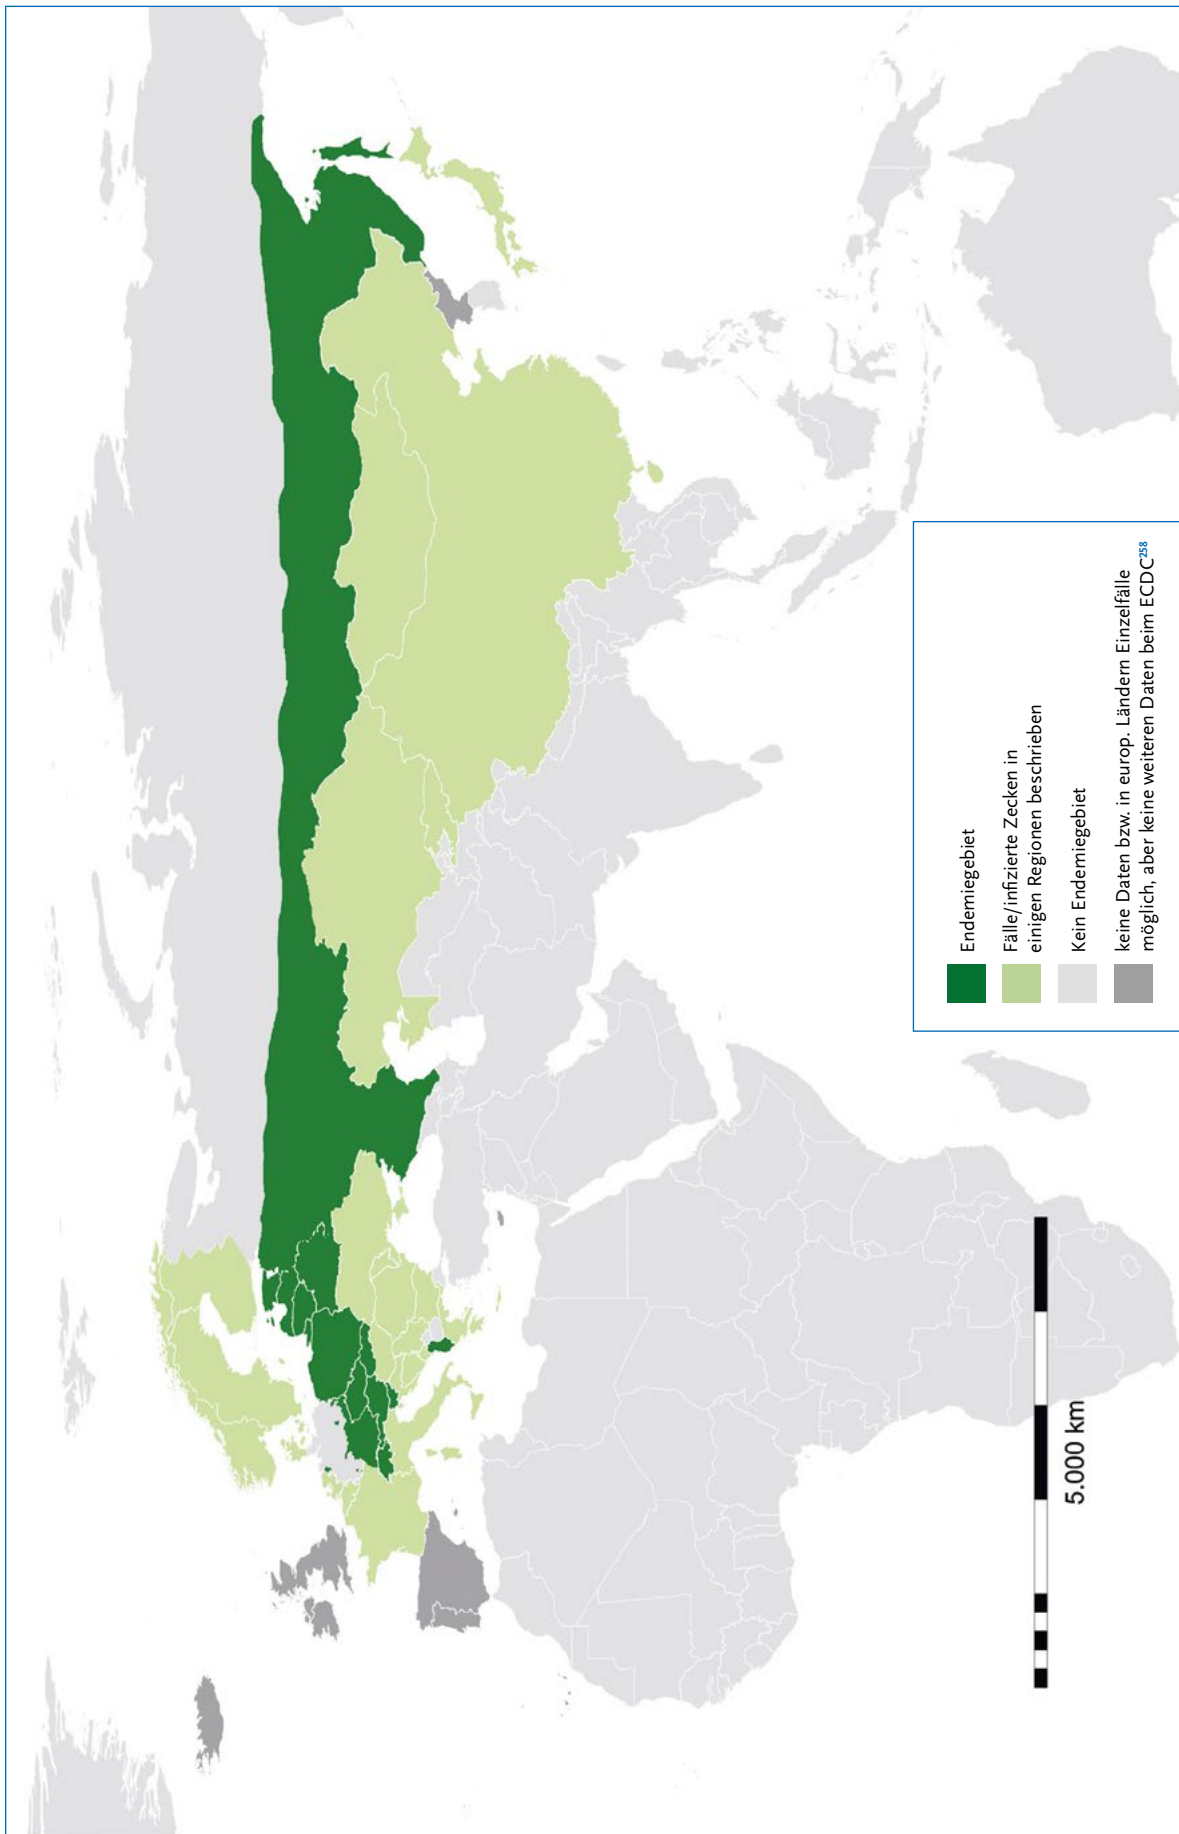 Endemiegebiet
Fälle/infizierte Zecken in
einigen Regionen beschrieben
Kein Endemiegebiet
keine Daten bzw. in europ. Ländern Einzelfälle
möglich, aber keine weiteren Daten beim ECDC²⁵⁸
5.000 km